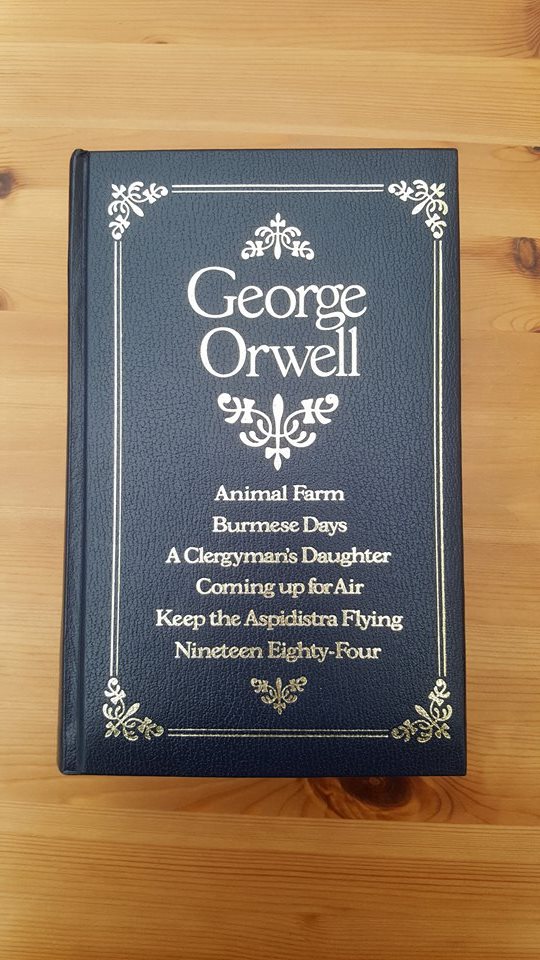 George
Orwell
Animal Farm
Burmese Days
A Clergyman's Daughter
Coming up for Air
Keep the Aspidistra Flying
Nineteen Eighty-Four